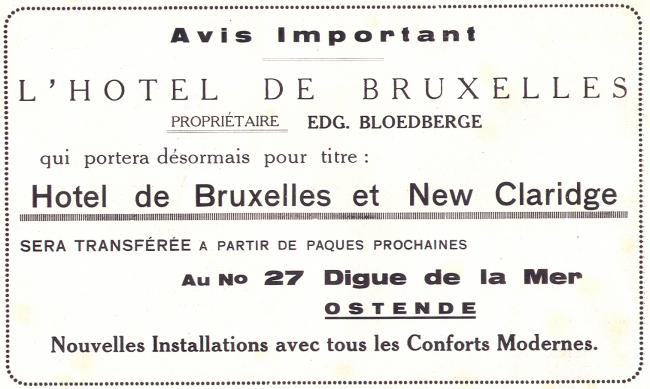 Avis Important
L'HOTEL DE BRUXELLES
PROPRIÉTAIRE EDG. BLOEDBERGE
qui portera désormais pour titre :
Hotel de Bruxelles et New Claridge
SERA TRANSFÉRÉE A PARTIR DE PAQUES PROCHAINES
Au No 27 Digue de la Mer
OSTENDE
Nouvelles Installations avec tous les Conforts Modernes.